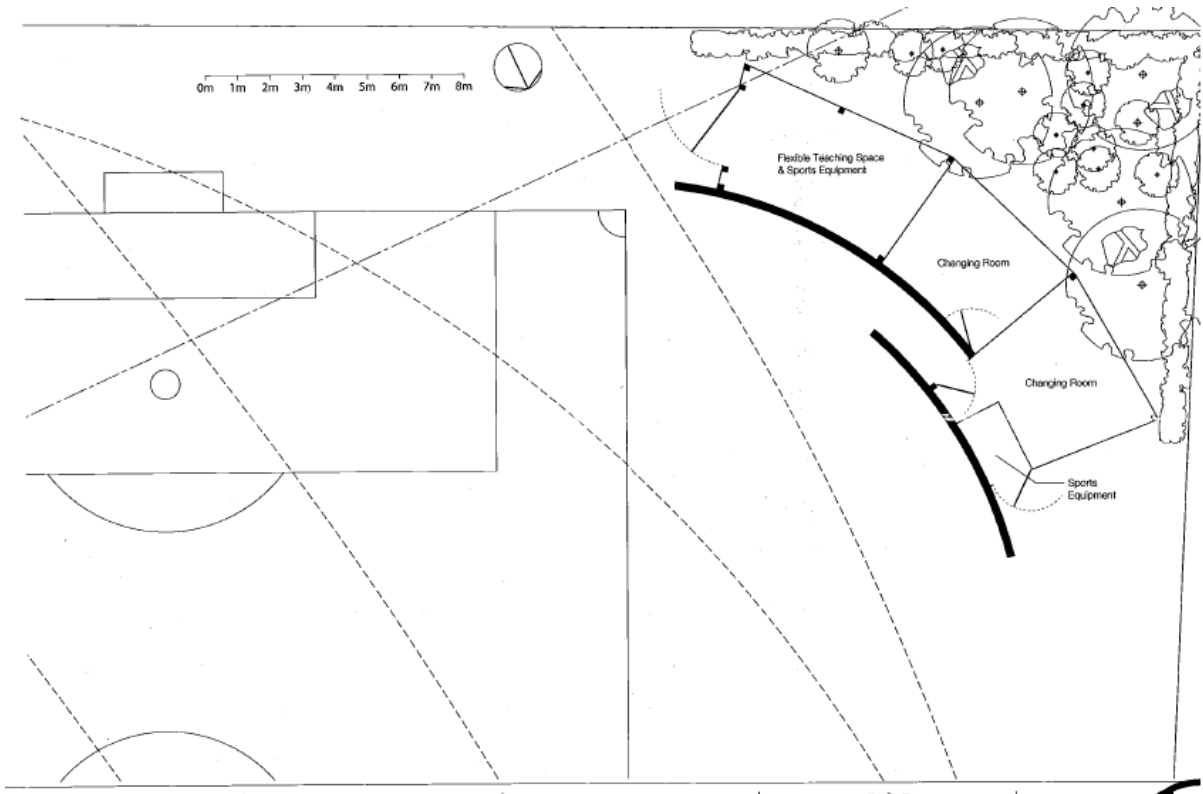 0m 1m 2m 3m 4m 5m 6m 7m 8m
Flexible Teaching Space
& Sports Equipment
Changing Room
Changing Room
Sports
Equipment